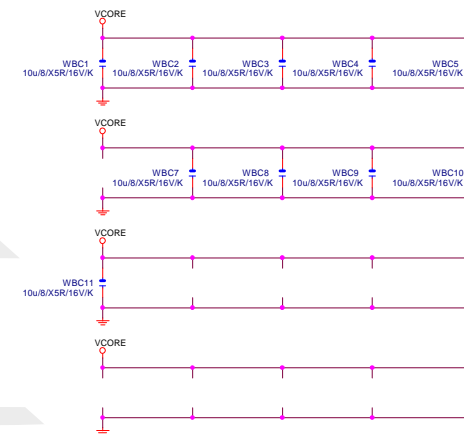 VCORE
WBC1 WBC2 WBC3 WBC4 WBC5
10u/8/X5R/16V/K 10u/8/X5R/16V/K 10u/8/X5R/16V/K 10u/8/X5R/16V/K 10u/8/X5R/16V/K
VCORE
WBC7 WBC8 WBC9 WBC10
10u/8/X5R/16V/K 10u/8/X5R/16V/K 10u/8/X5R/16V/K 10u/8/X5R/16V/K
VCORE
WBC11
10u/8/X5R/16V/K
VCORE